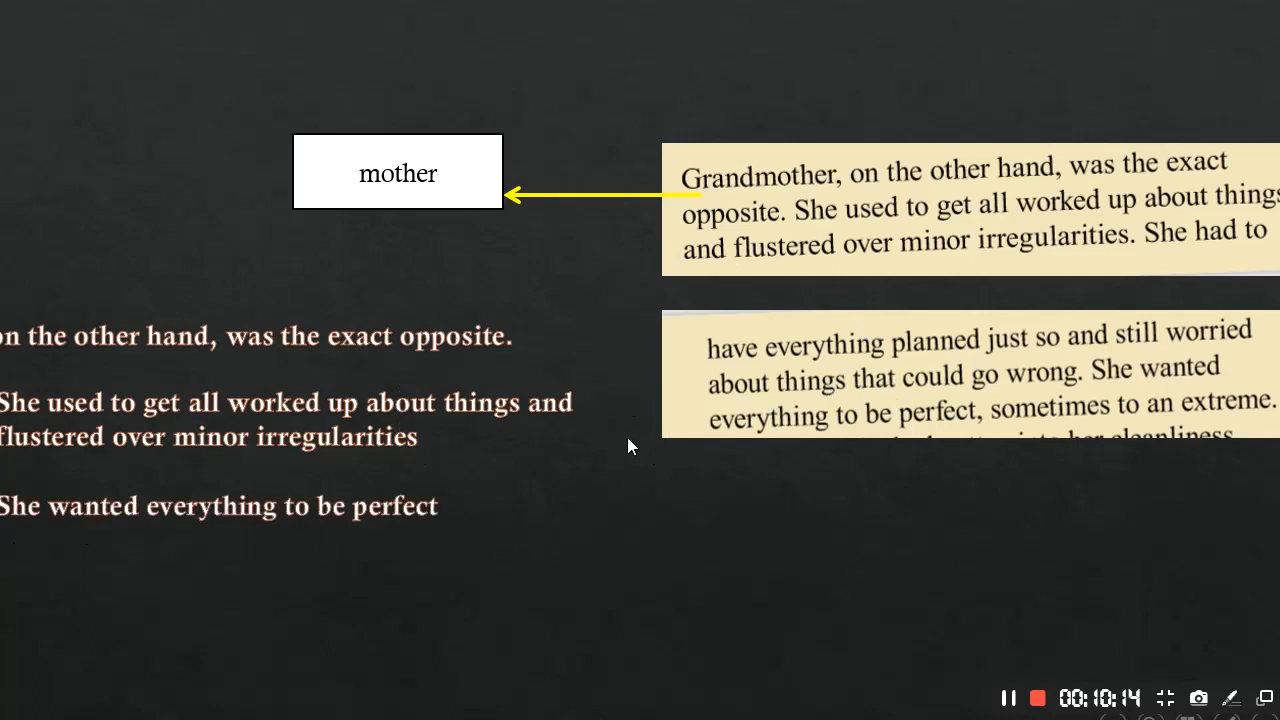 mother
Grandmother, on the other hand, was the exact
opposite. She used to get all worked up about things
and flustered over minor irregularities. She had to
have everything planned just so and still worried
about things that could go wrong. She wanted
everything to be perfect, sometimes to an extreme.
her cleanliness
on the other hand, was the exact opposite.
She used to get all worked up about things and
flustered over minor irregularities
She wanted everything to be perfect
00:10:14